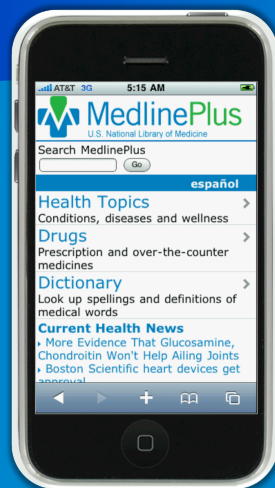 AT&T 3G 5:15 AM
MedlinePlus
U.S. National Library of Medicine
Search MedlinePlus
Go
español
Health Topics
Conditions, diseases and wellness
Drugs
Prescription and over-the-counter
medicines
Dictionary
Look up spellings and definitions of
medical words
Current Health News
More Evidence That Glucosamine,
Chondroitin Won't Help Ailing Joints
Boston Scientific heart devices get
approval